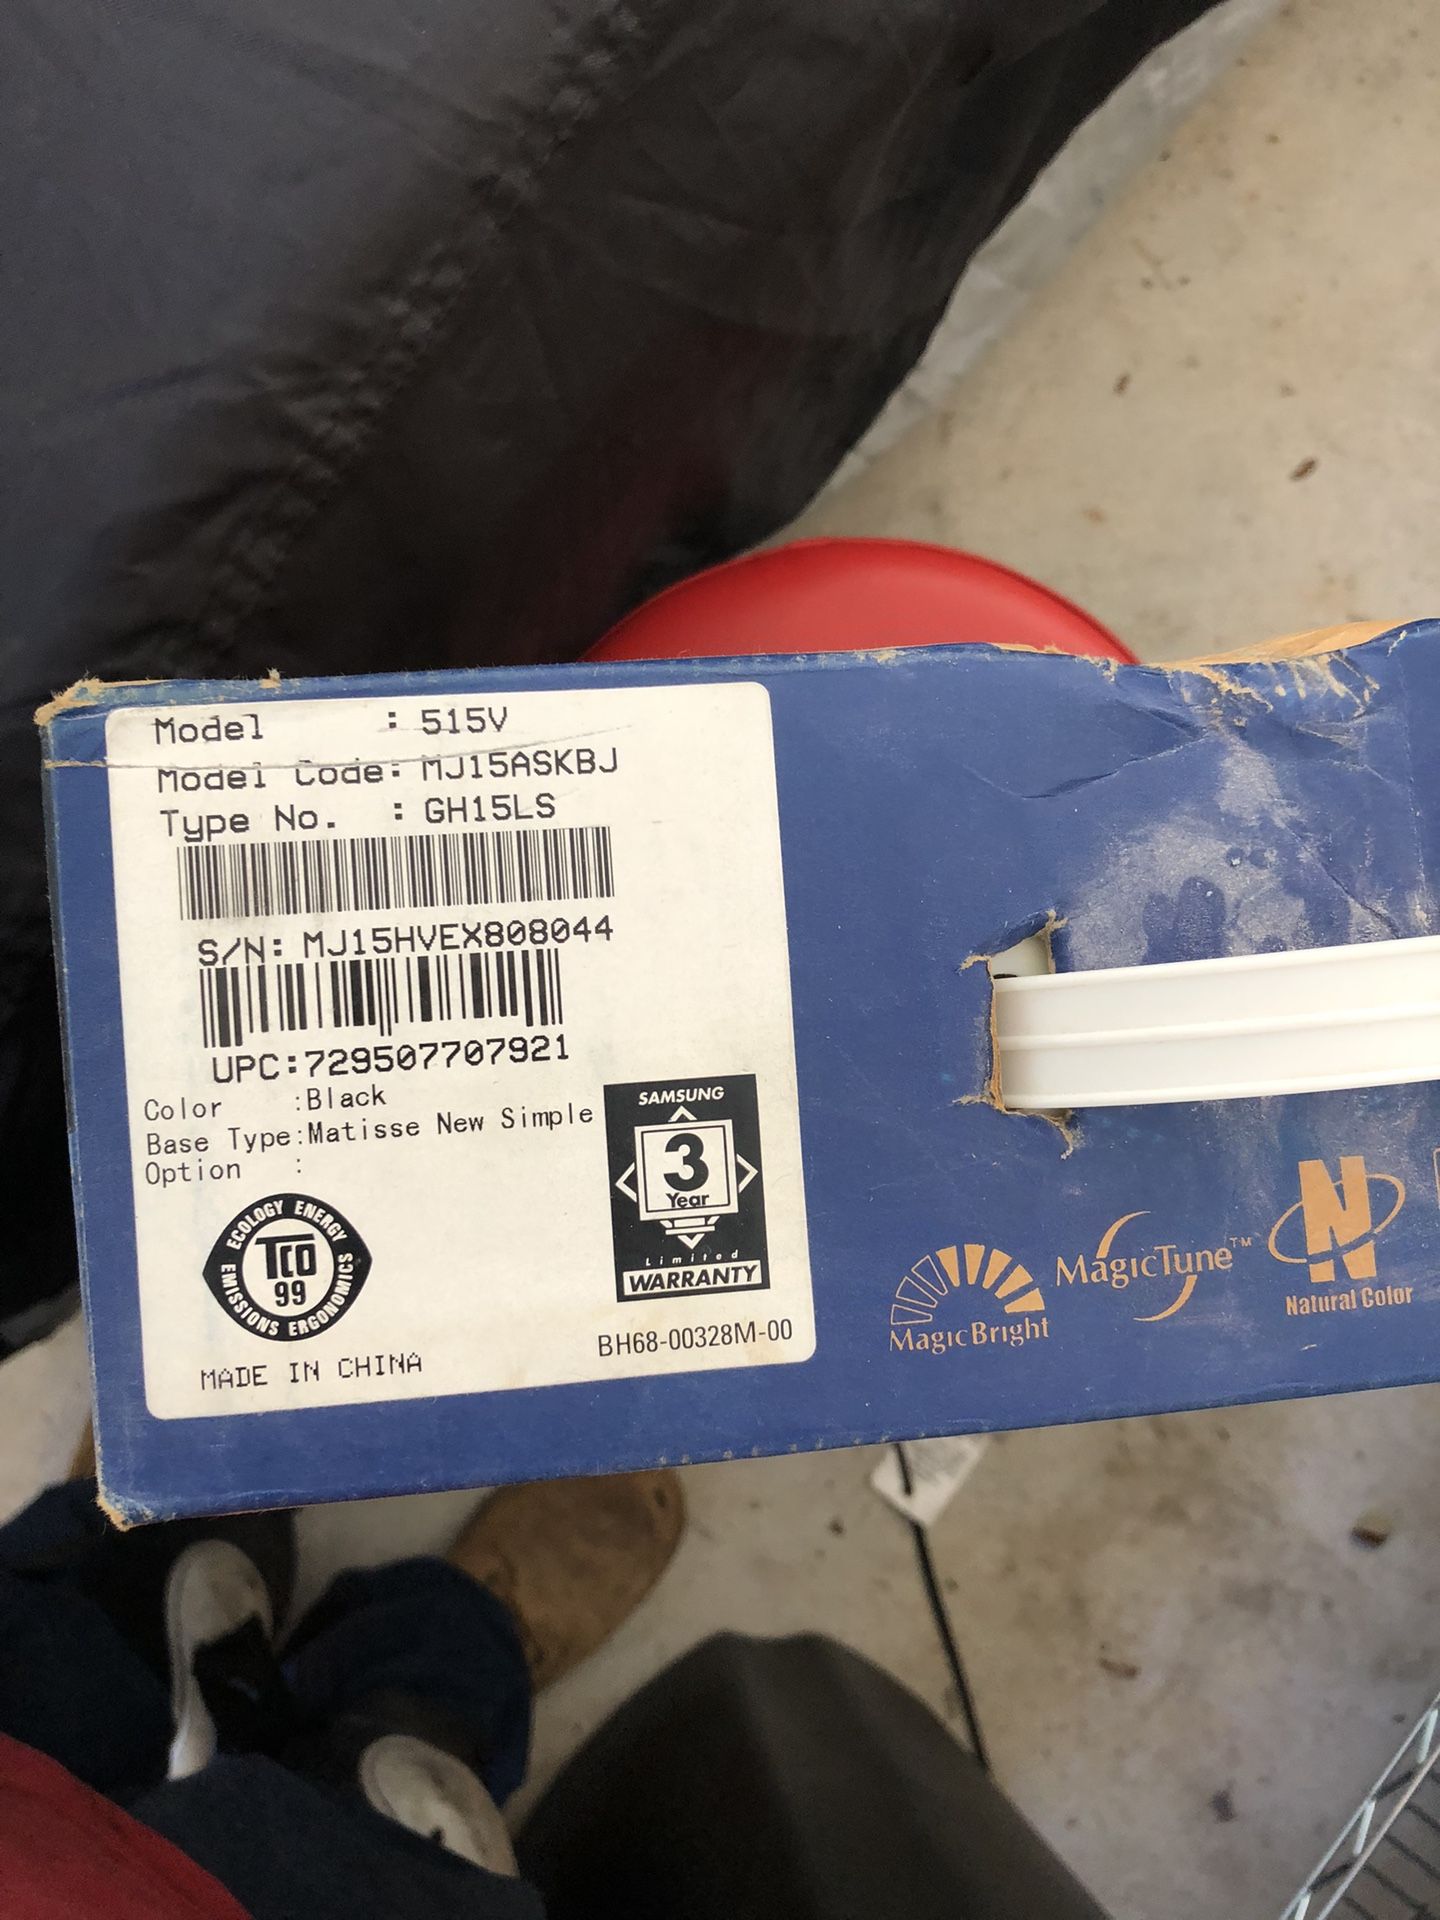 Model : 515V
Model Code: MJ15ASKBJ
Type No. : GH15LS
S/N: MJ15HVEX808044
UPC:729507707921
Color :Black
Base Type:Matisse New Simple
Option :
SAMSUNG
3
Year
Limited
WARRANTY
ECOLOGY ENERGY
TCO
99
EMISSIONS ERGONOMICS
BH68-00328M-00
MADE IN CHINA
MagicBright
MagicTune™
N
Natural Color